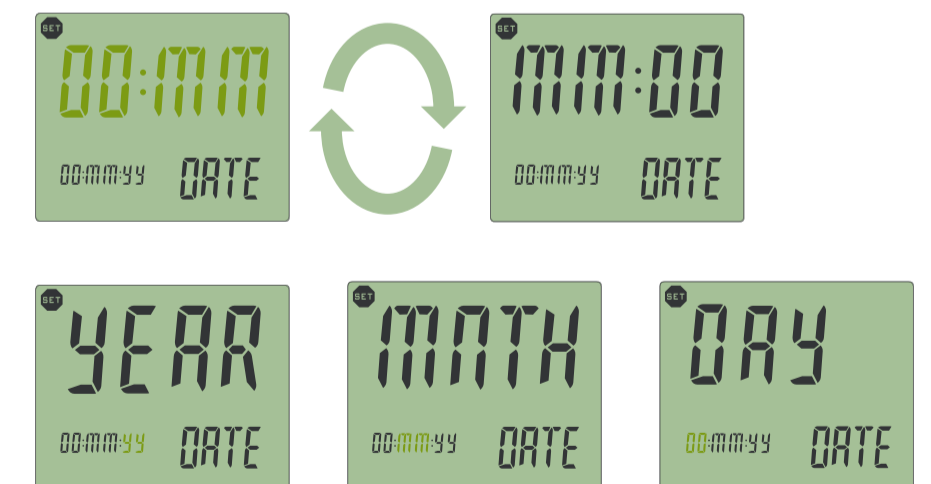 SET
DD:MM
DD:MM:YY DATE
SET
MM:DD
DD:MM:YY DATE
SET
YEAR
DD:MM:YY DATE
SET
MNTH
DD:MM:YY DATE
SET
DAY
DD:MM:YY DATE